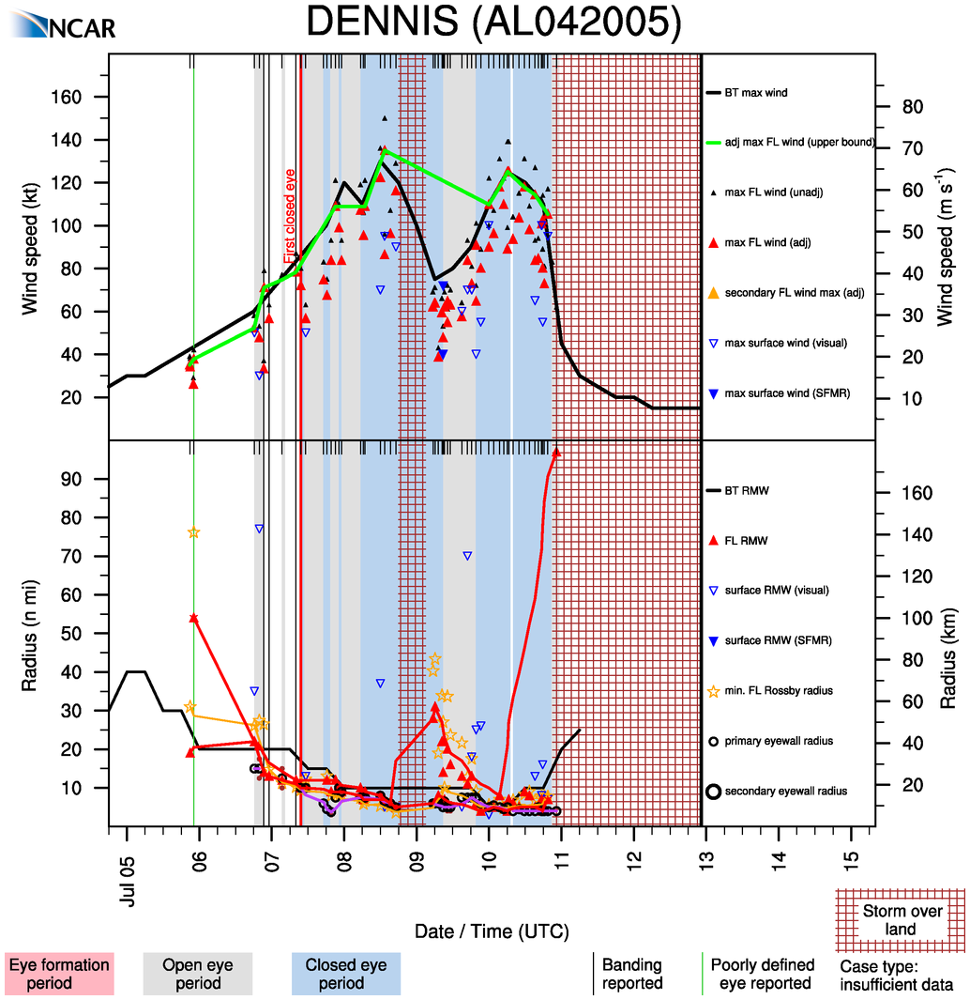 NCAR
DENNIS (AL042005)
160
140
120
100
80
60
40
20
Wind speed (kt)
First closed eye
80
70
60
50
40
30
20
10
Wind speed (m s⁻¹)
BT max wind
adj max FL wind (upper bound)
max FL wind (unadj)
max FL wind (adj)
secondary FL wind max (adj)
max surface wind (visual)
max surface wind (SFMR)
90
80
70
60
50
40
30
20
10
Radius (n mi)
160
140
120
100
80
60
40
20
Radius (km)
BT RMW
FL RMW
surface RMW (visual)
surface RMW (SFMR)
min. FL Rossby radius
primary eyewall radius
secondary eyewall radius
Jul 05
06
07
08
09
10
11
12
13
14
15
Date / Time (UTC)
Storm over
land
Eye formation
period
Open eye
period
Closed eye
period
Banding
reported
Poorly defined
eye reported
Case type:
insufficient data